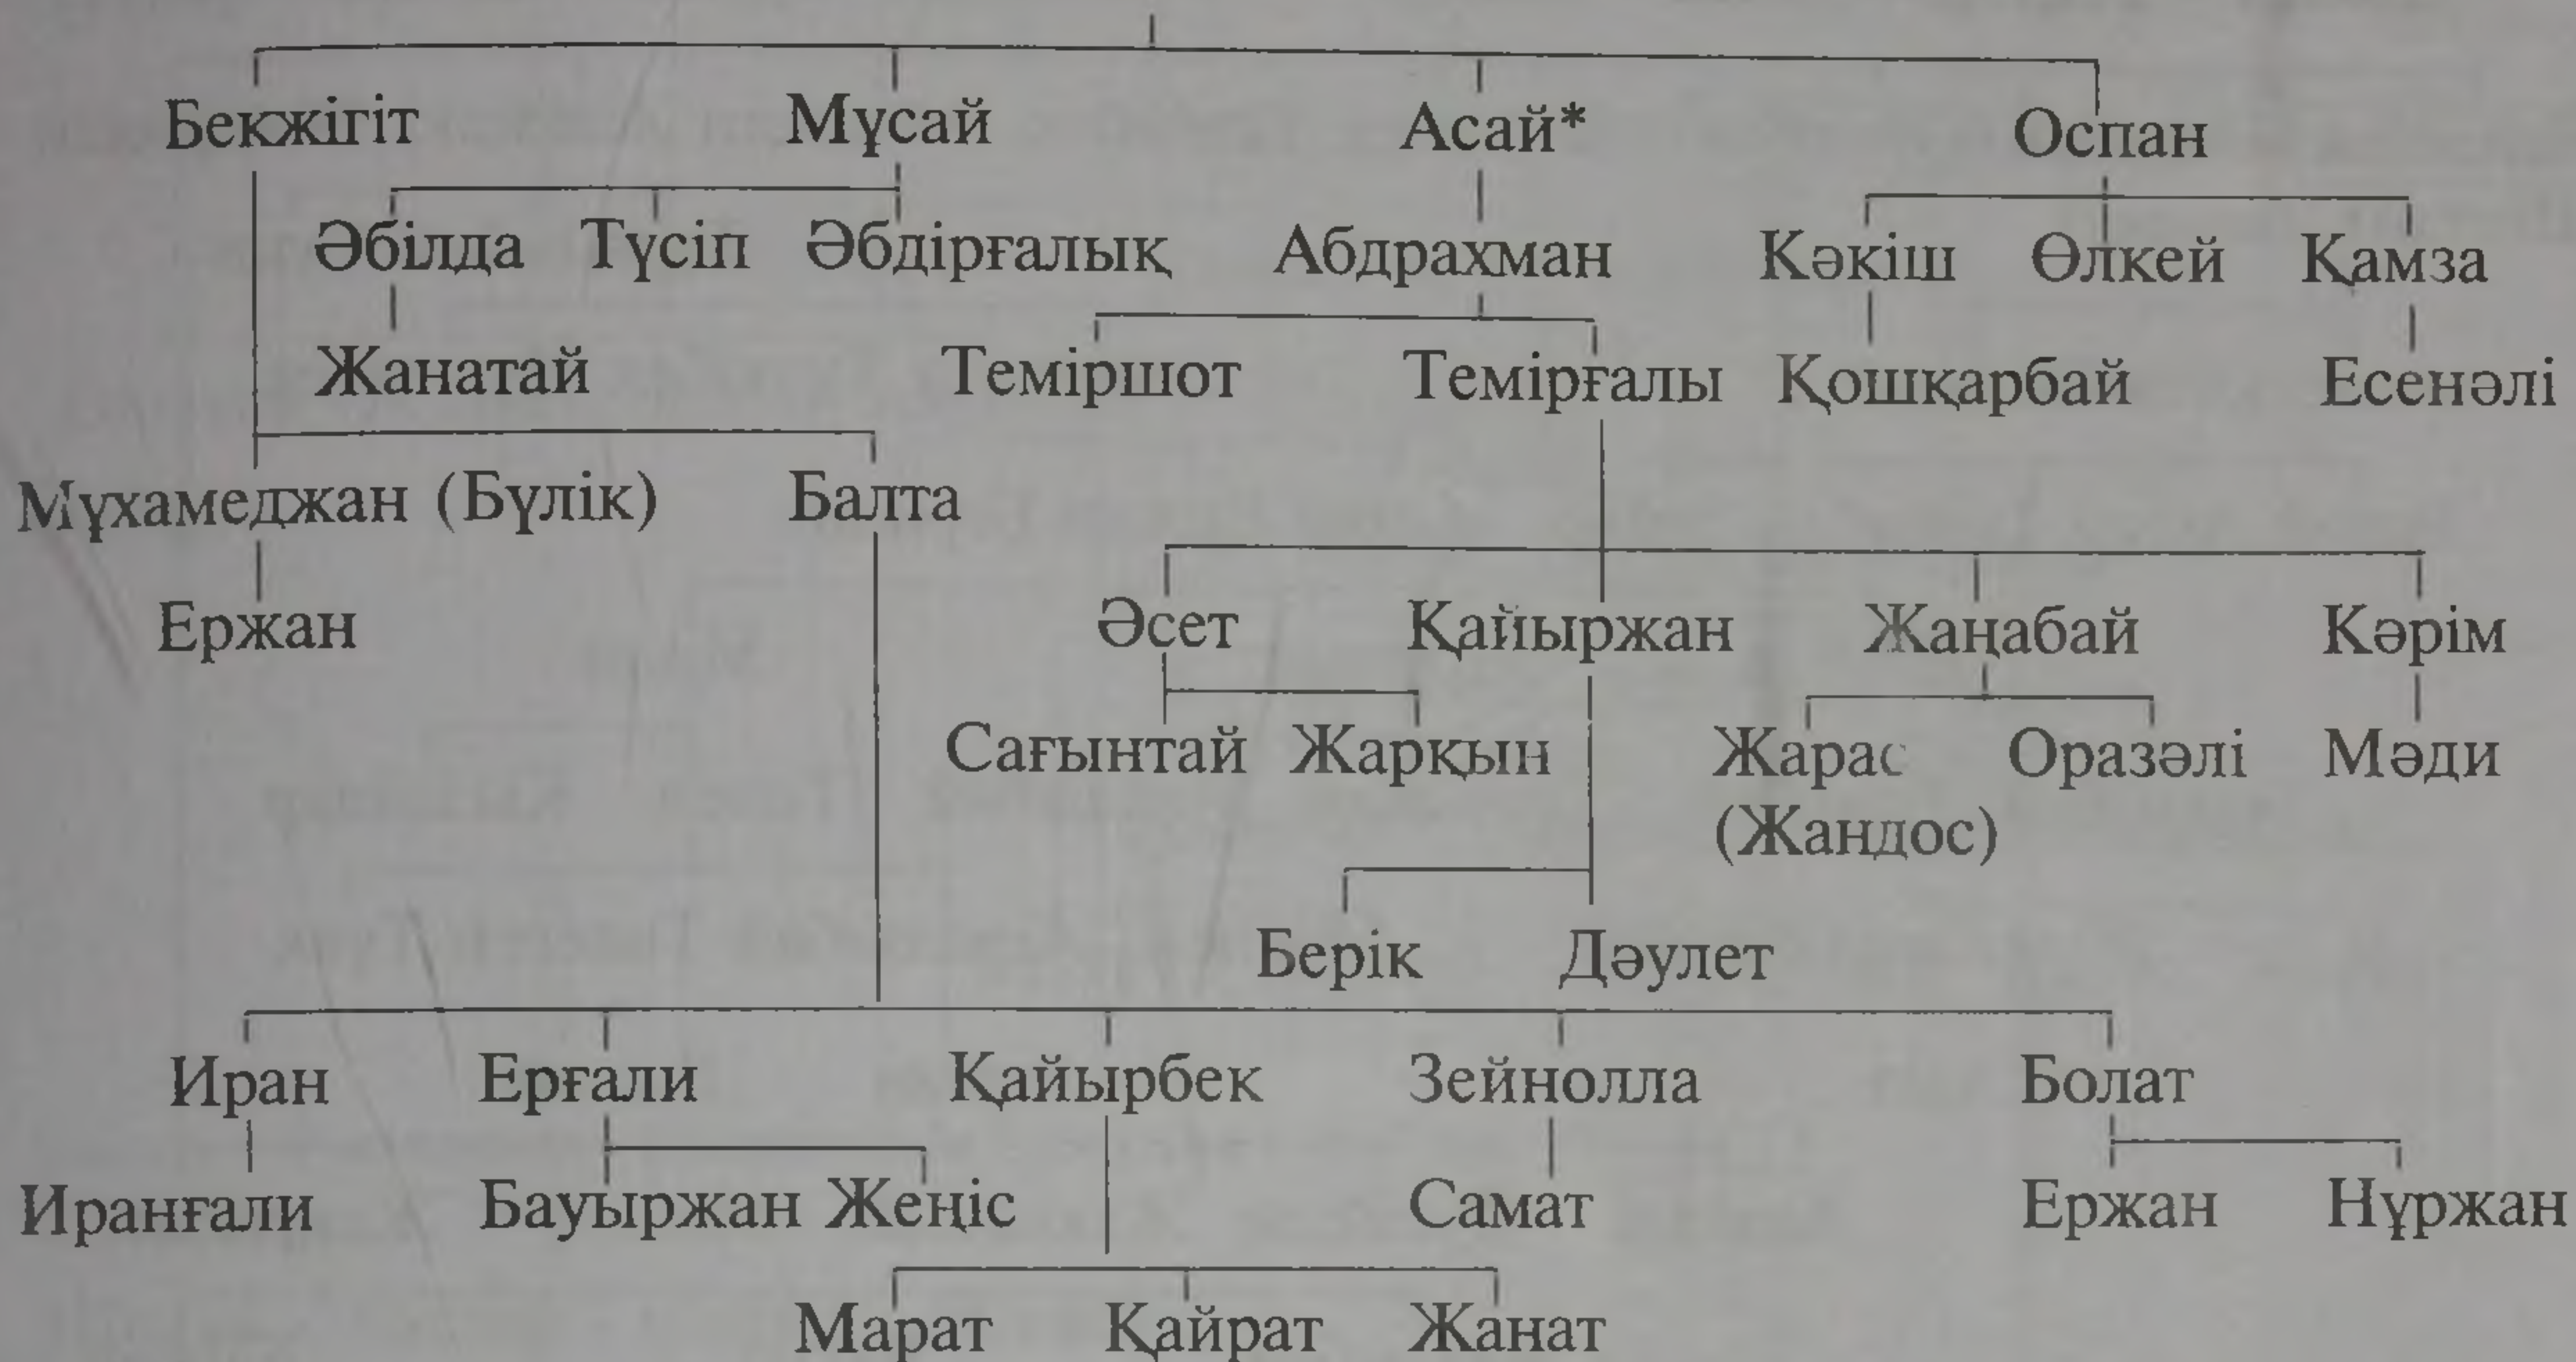 Бекжігіт Мұсай Асай* Оспан
Әбілда Түсіп Әбдірғалық Абдрахман Кәкіш Өлкей Қамза
Жанатай Теміршот Темірғалы Қошқарбай Есенәлі
Мұхамеджан (Бүлік) Балта
Ержан Әсет Қайыржан Жаңабай Кәрім
Сағынтай Жарқын Жарас Оразәлі Мәди
(Жандос)
Берік Дәулет
Иран Ерғали Қайырбек Зейнолла Болат
Иранғали Бауыржан Жеңіс Самат Ержан Нұржан
Марат Қайрат Жанат